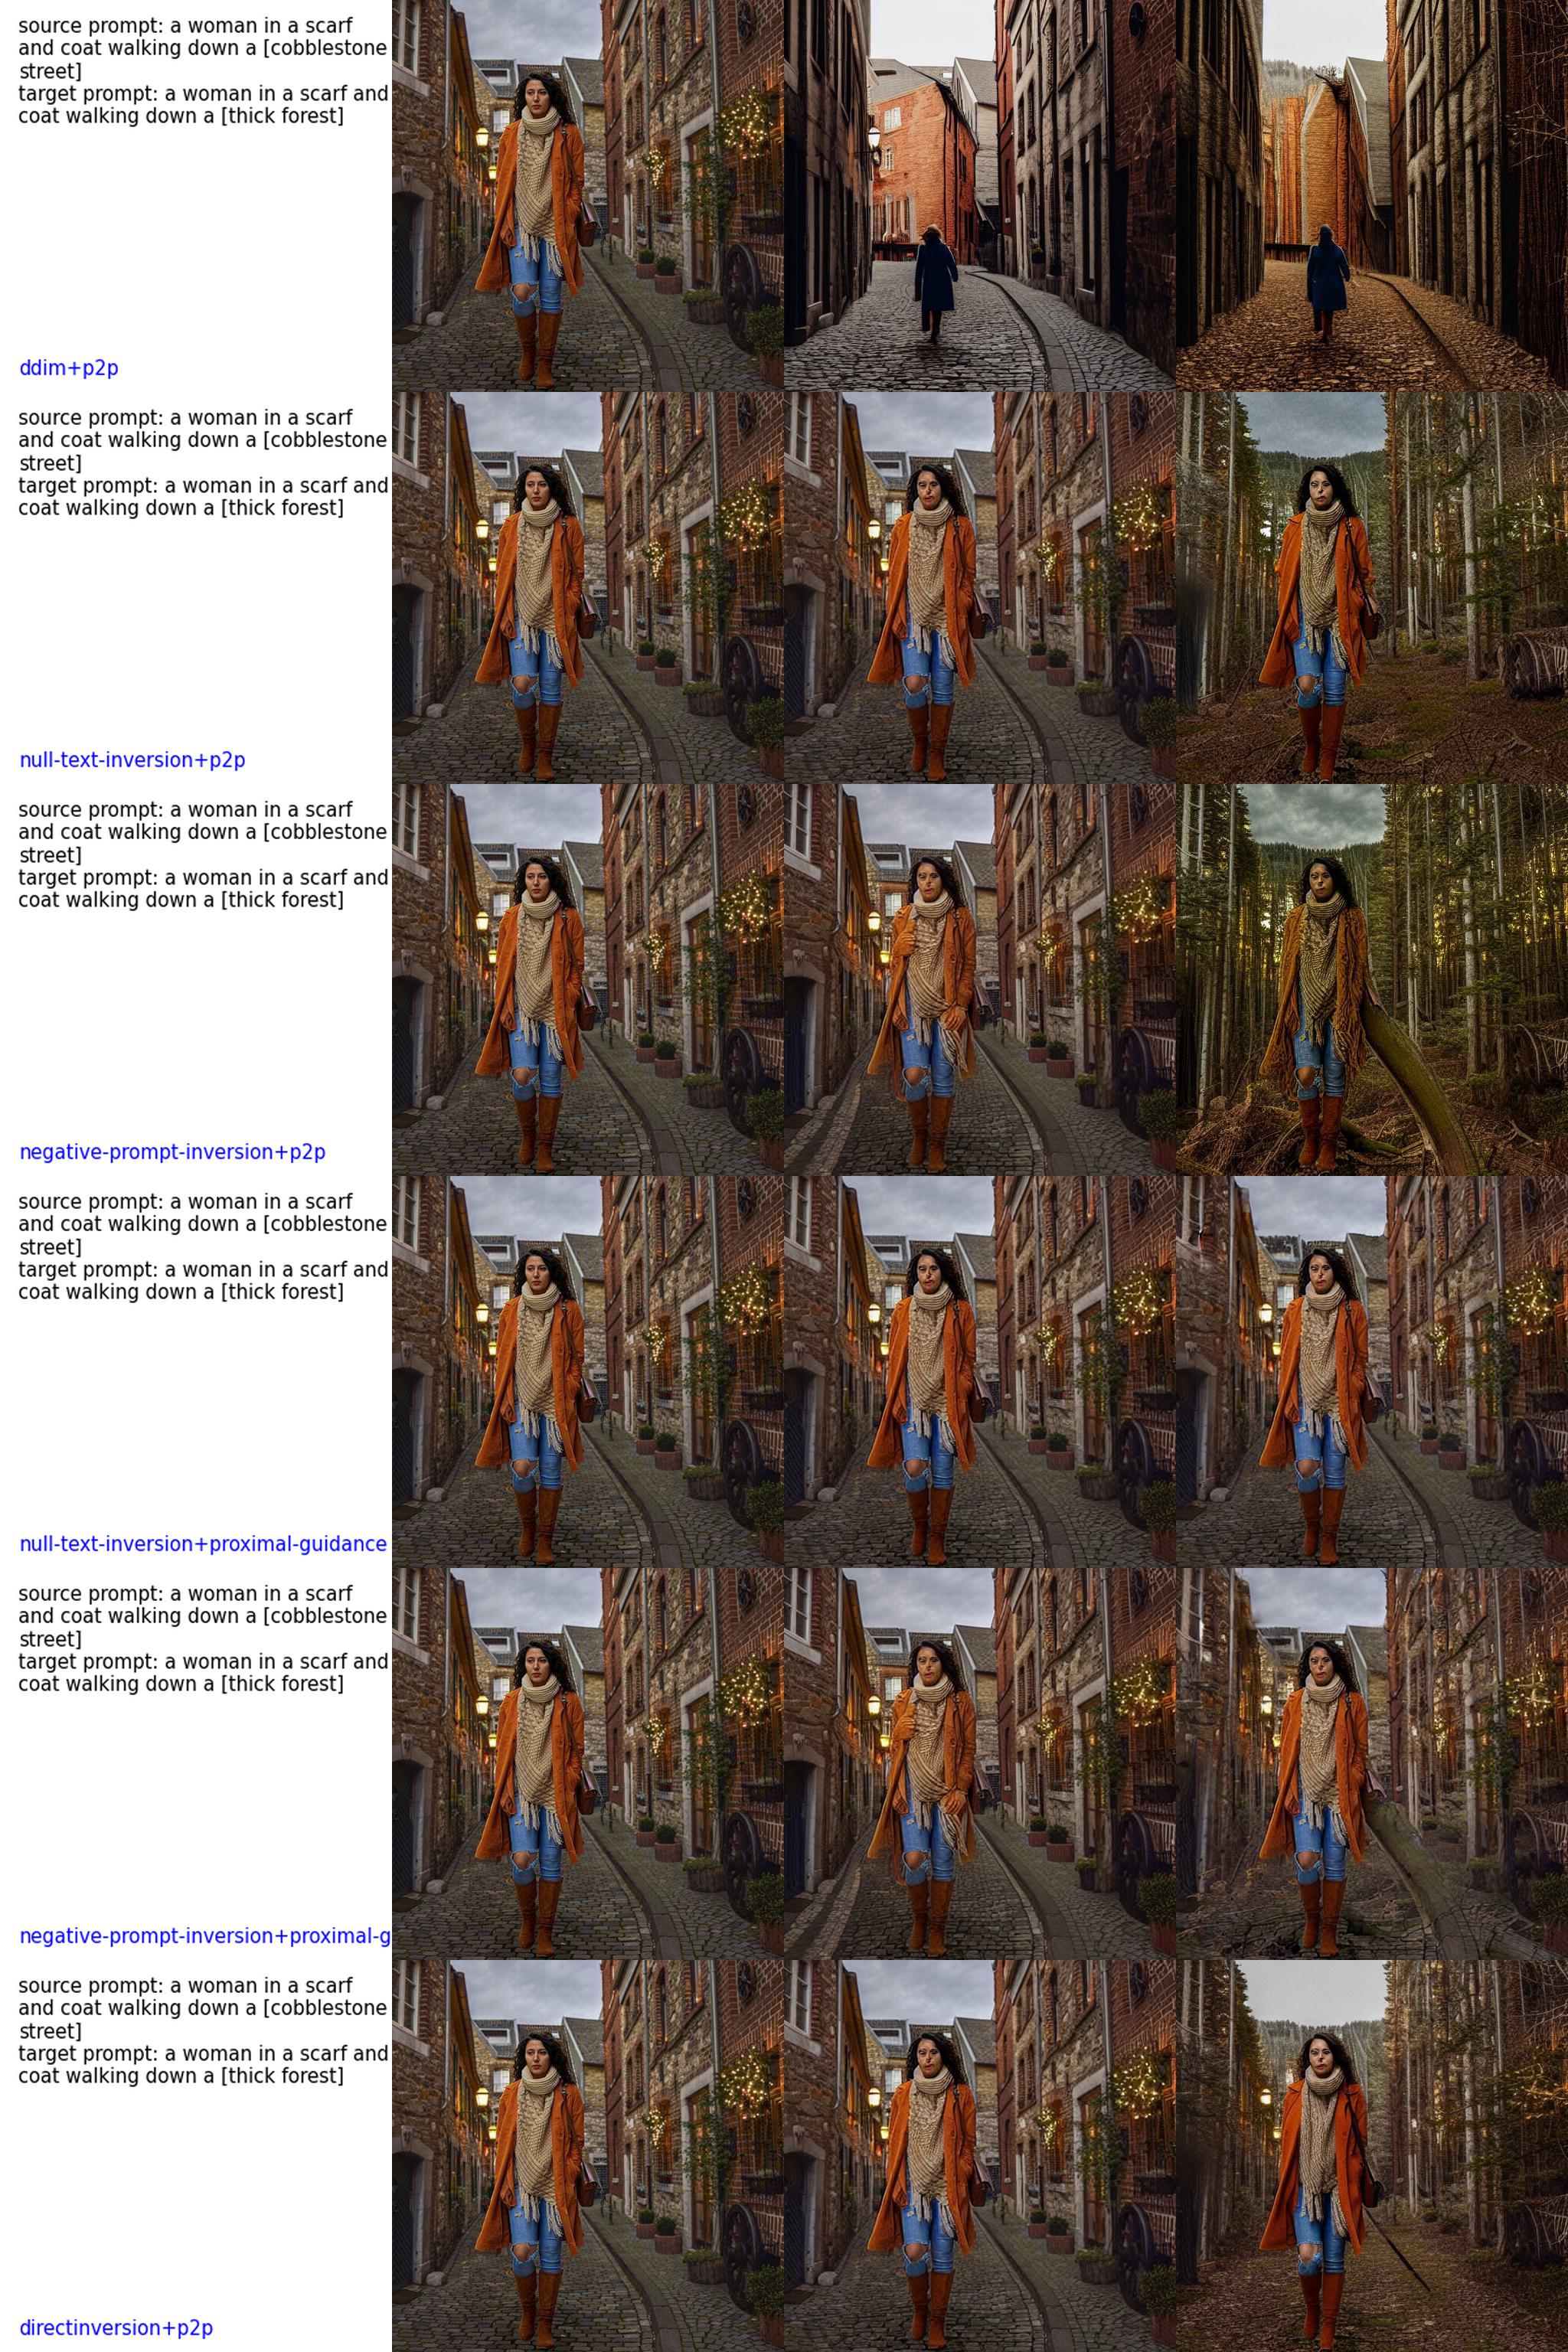 source prompt: a woman in a scarf
and coat walking down a [cobblestone
street]
target prompt: a woman in a scarf and
coat walking down a [thick forest]
ddim+p2p
source prompt: a woman in a scarf
and coat walking down a [cobblestone
street]
target prompt: a woman in a scarf and
coat walking down a [thick forest]
null-text-inversion+p2p
source prompt: a woman in a scarf
and coat walking down a [cobblestone
street]
target prompt: a woman in a scarf and
coat walking down a [thick forest]
negative-prompt-inversion+p2p
source prompt: a woman in a scarf
and coat walking down a [cobblestone
street]
target prompt: a woman in a scarf and
coat walking down a [thick forest]
null-text-inversion+proximal-guidance
source prompt: a woman in a scarf
and coat walking down a [cobblestone
street]
target prompt: a woman in a scarf and
coat walking down a [thick forest]
negative-prompt-inversion+proximal-g
source prompt: a woman in a scarf
and coat walking down a [cobblestone
street]
target prompt: a woman in a scarf and
coat walking down a [thick forest]
directinversion+p2p